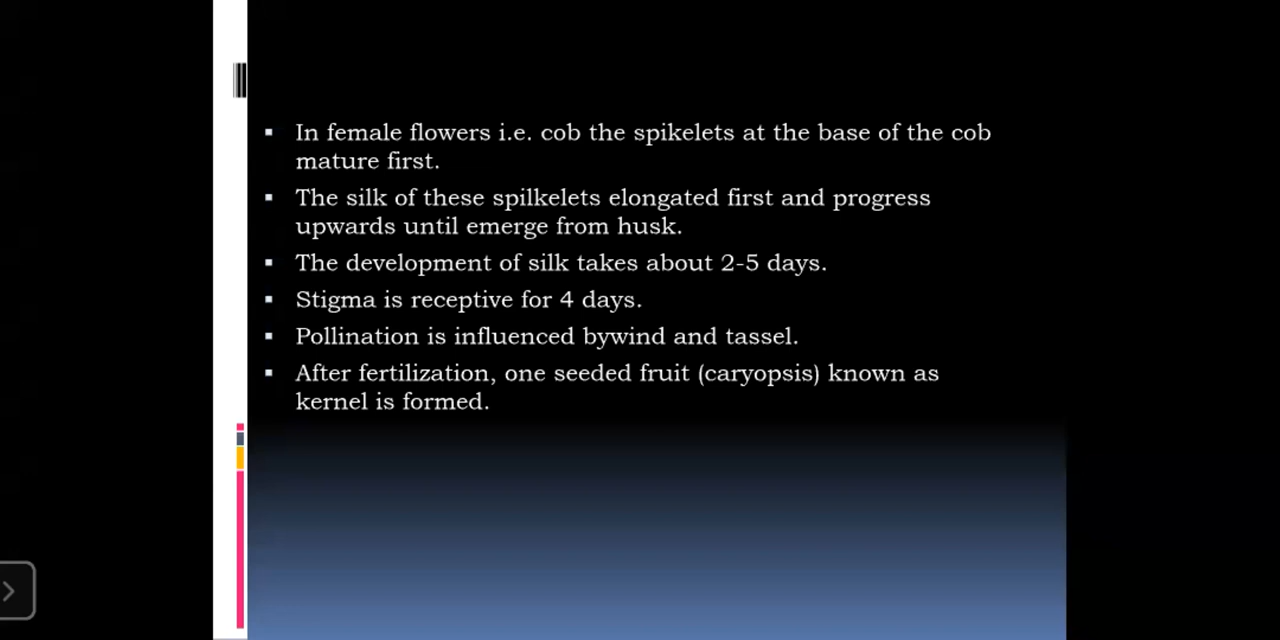 ▪ In female flowers i.e. cob the spikelets at the base of the cob
mature first.
▪ The silk of these spilkelets elongated first and progress
upwards until emerge from husk.
▪ The development of silk takes about 2-5 days.
▪ Stigma is receptive for 4 days.
▪ Pollination is influenced bywind and tassel.
▪ After fertilization, one seeded fruit (caryopsis) known as
kernel is formed.